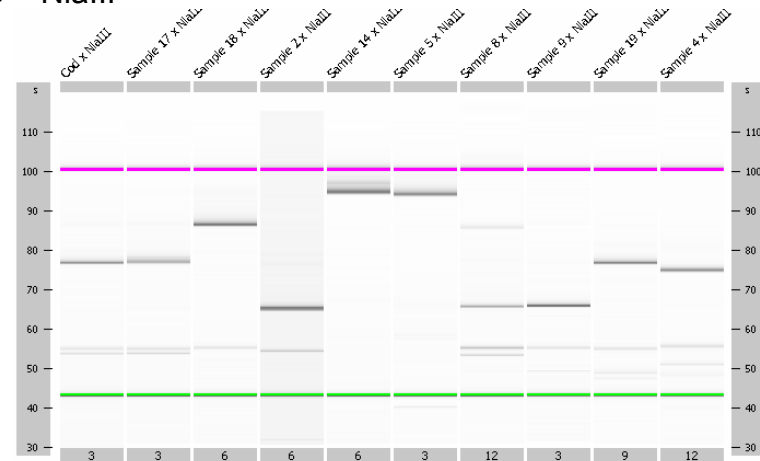 NlaIII
Cod x NlaIII
Sample 17 x NlaIII
Sample 18 x NlaIII
Sample 2 x NlaIII
Sample 14 x NlaIII
Sample 5 x NlaIII
Sample 8 x NlaIII
Sample 9 x NlaIII
Sample 19 x NlaIII
Sample 4 x NlaIII
s s
110 110
100 100
90 90
80 80
70 70
60 60
50 50
40 40
30 30
3 3 6 6 6 3 12 3 9 12